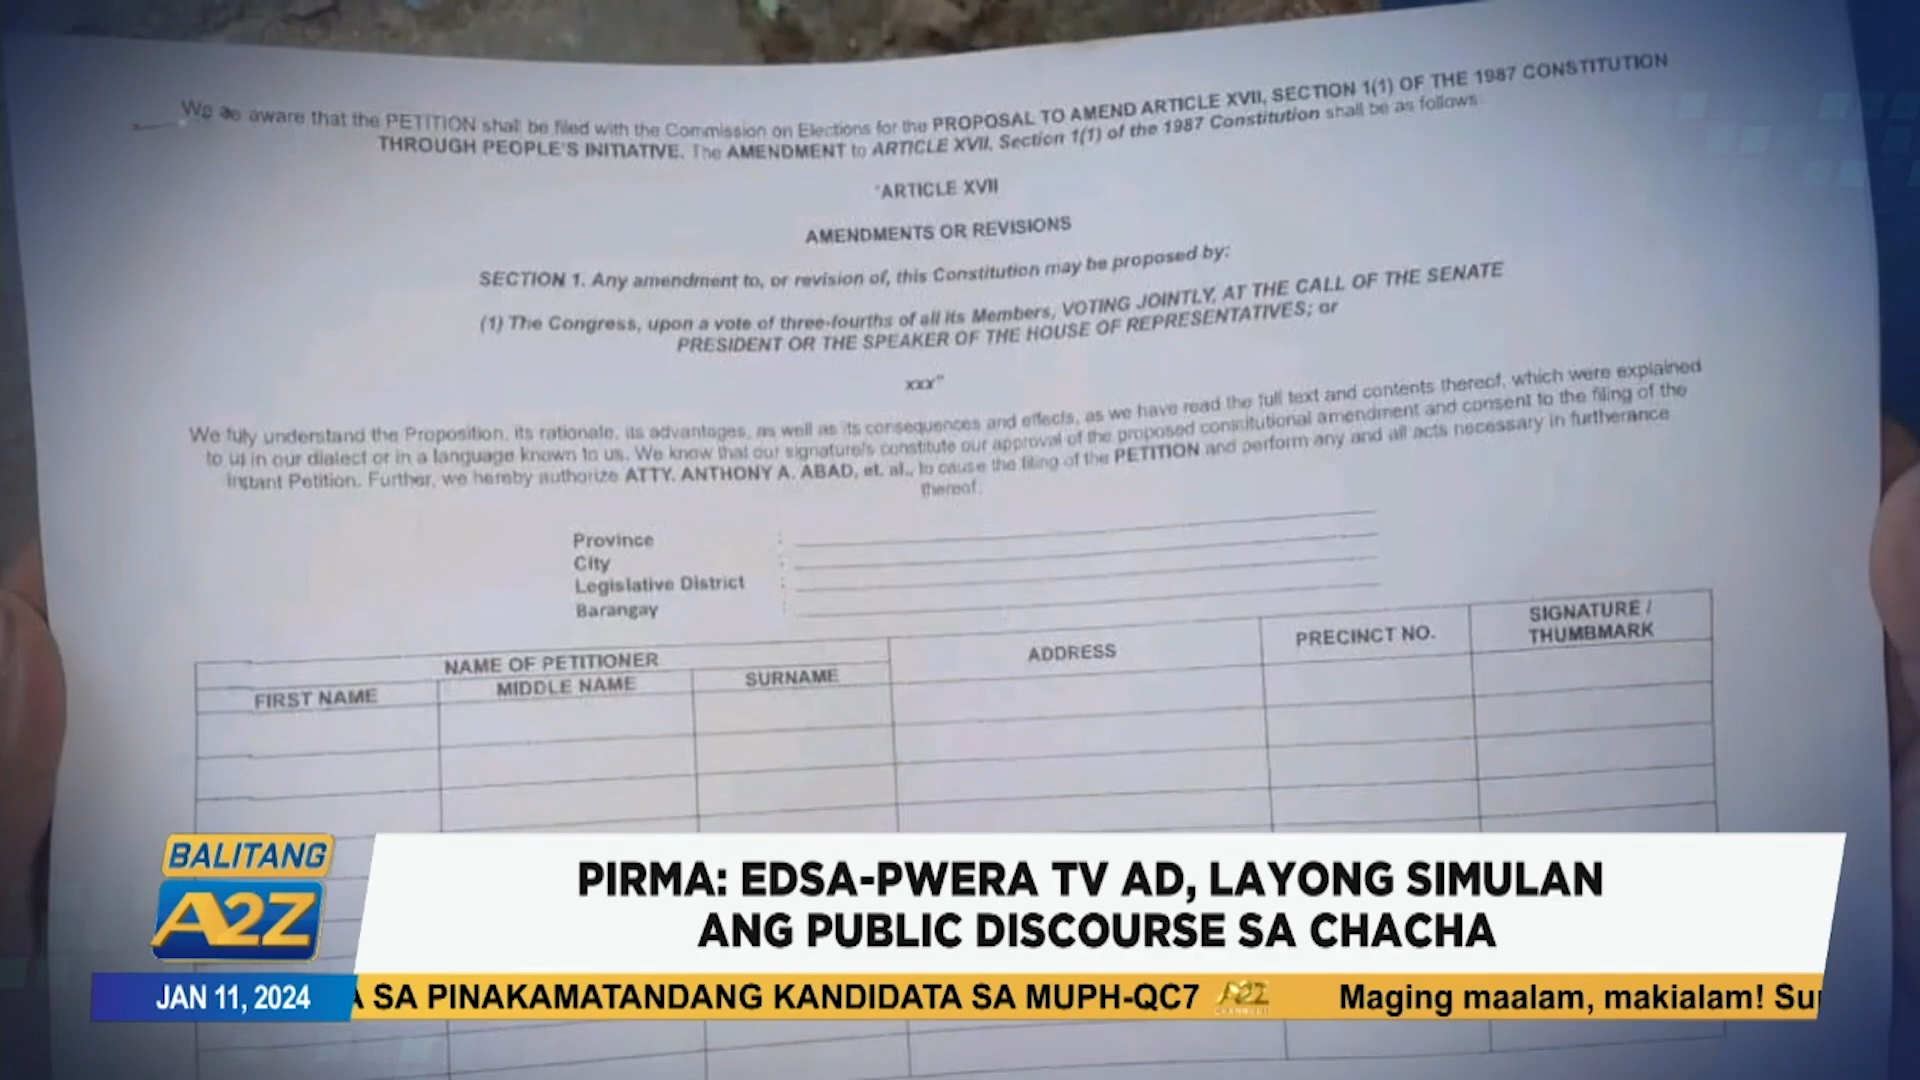 We are aware that the PETITION shall be filed with the Commission on Elections for the PROPOSAL TO AMEND ARTICLE XVII, SECTION 1(1) OF THE 1987 CONSTITUTION
THROUGH PEOPLE'S INITIATIVE. The AMENDMENT to ARTICLE XVII, Section 1(1) of the 1987 Constitution shall be as follows:
"ARTICLE XVII
AMENDMENTS OR REVISIONS
SECTION 1. Any amendment to, or revision of, this Constitution may be proposed by:
(1) The Congress, upon a vote of three-fourths of all its Members, VOTING JOINTLY, AT THE CALL OF THE SENATE
PRESIDENT OR THE SPEAKER OF THE HOUSE OF REPRESENTATIVES; or
xxx"
We fully understand the Proposition, its rationale, its advantages, as well as its consequences and effects, as we have read the full text and contents thereof, which were explained
to us in our dialect or in a language known to us. We know that our signature/s constitute our approval of the proposed constitutional amendment and consent to the filing of the
instant Petition. Further, we hereby authorize ATTY. ANTHONY A. ABAD, et. al., to cause the filing of the PETITION and perform any and all acts necessary in furtherance
thereof.
Province :
City :
Legislative District :
Barangay :
NAME OF PETITIONER
FIRST NAME MIDDLE NAME SURNAME ADDRESS PRECINCT NO. SIGNATURE /
THUMBMARK
BALITANG
A2Z
PIRMA: EDSA-PWERA TV AD, LAYONG SIMULAN
ANG PUBLIC DISCOURSE SA CHACHA
JAN 11, 2024
A SA PINAKAMATANDANG KANDIDATA SA MUPH-QC7 A2Z CHANNEL 11 Maging maalam, makialam! Su